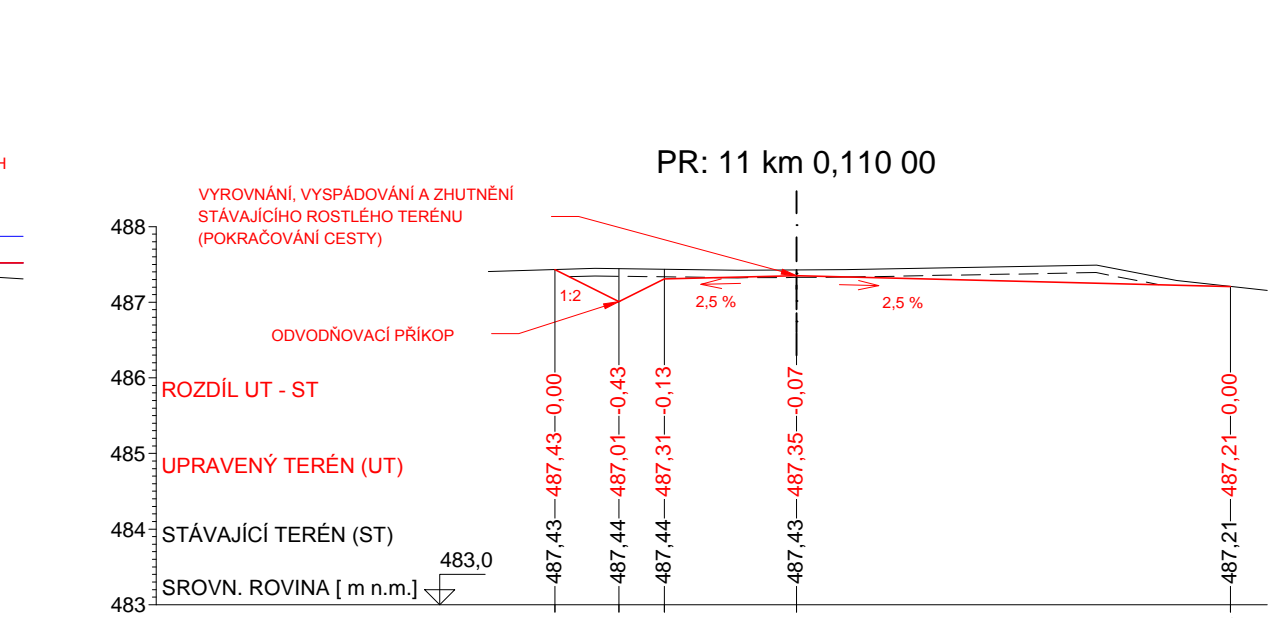 H
PR: 11 km 0,110 00
VYROVNÁNÍ, VYSPÁDOVÁNÍ A ZHUTNĚNÍ
STÁVAJÍCÍHO ROSTLÉHO TERÉNU
(POKRAČOVÁNÍ CESTY)
488
487
1:2
2,5 %
2,5 %
ODVODŇOVACÍ PŘÍKOP
486
ROZDÍL UT - ST
-0,00
-0,43
-0,13
-0,07
-0,00
485
UPRAVENÝ TERÉN (UT)
487,43
487,01
487,31
487,35
487,21
484
STÁVAJÍCÍ TERÉN (ST)
487,43
487,44
487,44
487,43
487,21
483,0
SROVN. ROVINA [ m n.m.]
483